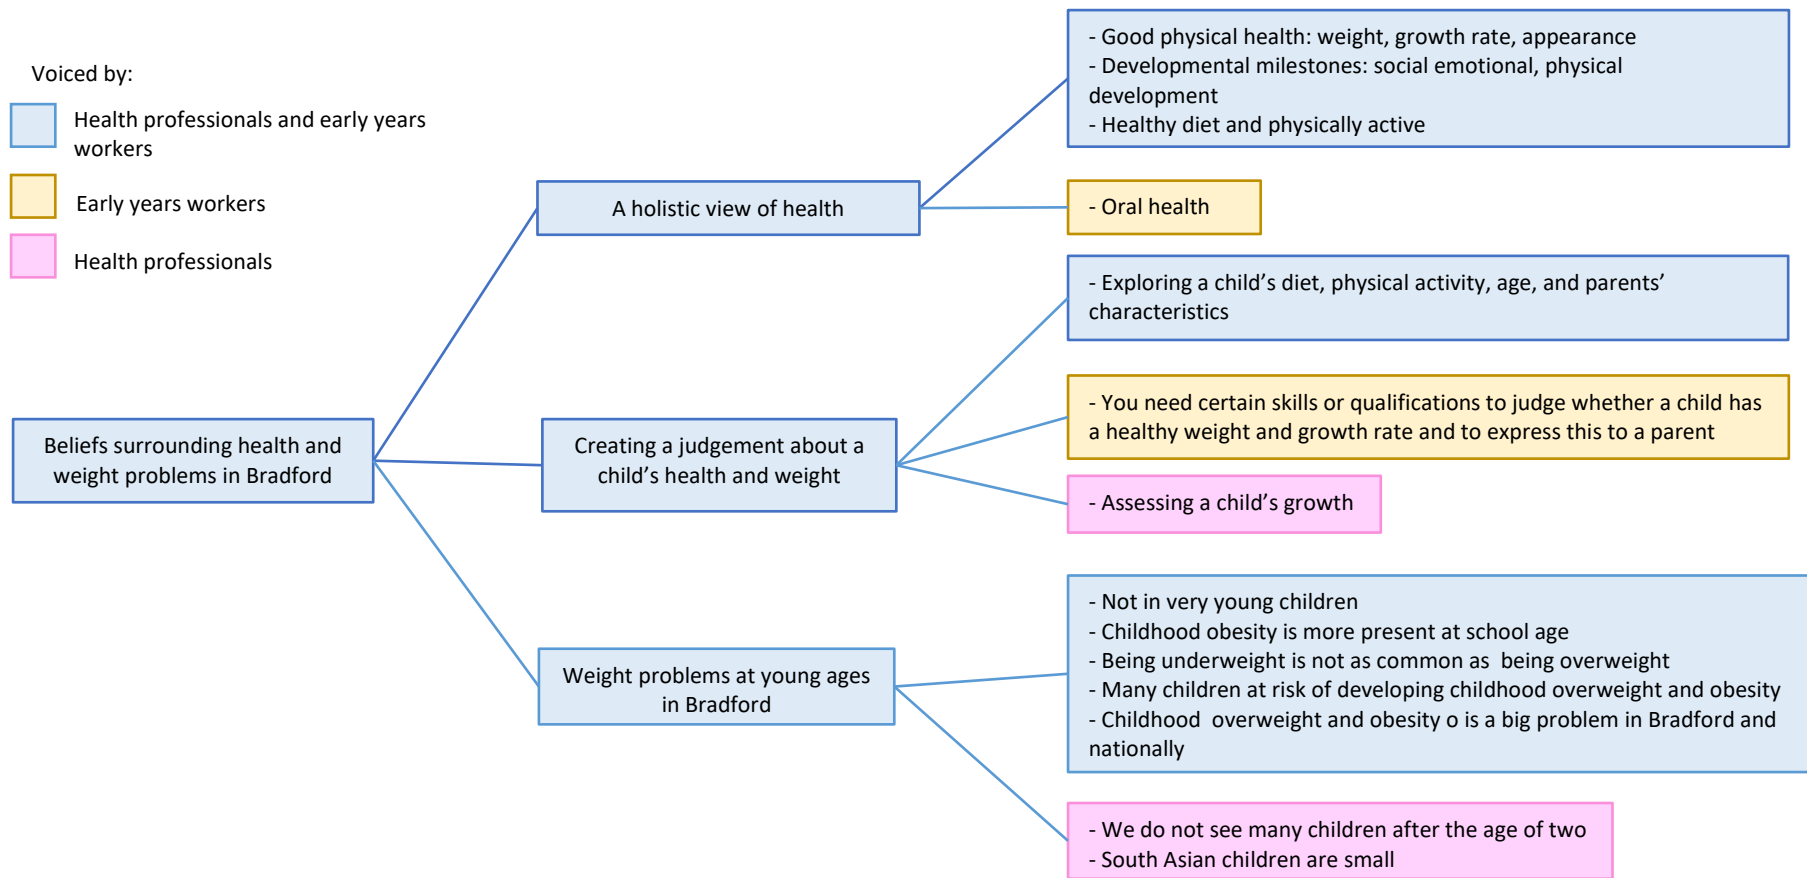 Voiced by:
Health professionals and early years
workers
Early years workers
Health professionals
Beliefs surrounding health and
weight problems in Bradford
A holistic view of health
- Good physical health: weight, growth rate, appearance
- Developmental milestones: social emotional, physical
development
- Healthy diet and physically active
- Oral health
Creating a judgement about a
child’s health and weight
- Exploring a child’s diet, physical activity, age, and parents’
characteristics
- You need certain skills or qualifications to judge whether a child has
a healthy weight and growth rate and to express this to a parent
- Assessing a child’s growth
Weight problems at young ages
in Bradford
- Not in very young children
- Childhood obesity is more present at school age
- Being underweight is not as common as  being overweight
- Many children at risk of developing childhood overweight and obesity
- Childhood  overweight and obesity o is a big problem in Bradford and
nationally
- We do not see many children after the age of two
- South Asian children are small